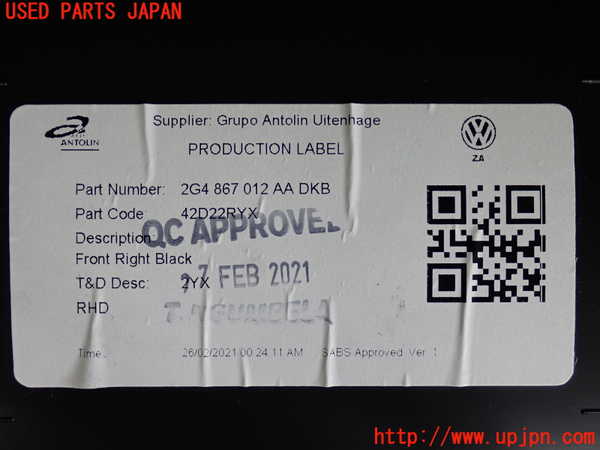 USED PARTS JAPAN
ANTOLIN
Supplier: Grupo Antolin Uitenhage
PRODUCTION LABEL
ZA
Part Number: 2G4 867 012 AA DKB
Part Code: 42D22RYX
Description:
QC APPROVED
Front Right Black
7 FEB 2021
T&D Desc: 2YX
RHD
Time: 26/02/2021 00:24:11 AM SABS Approved Ver: 1
http://www.upjpn.com/